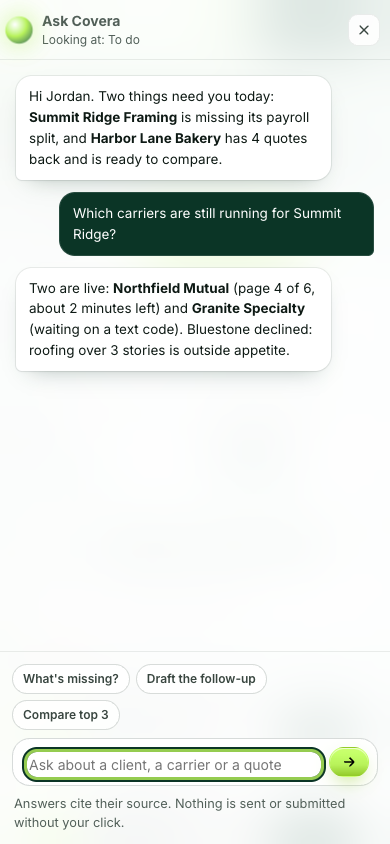 Ask Covera
Looking at: To do
Hi Jordan. Two things need you today:
Summit Ridge Framing is missing its payroll
split, and Harbor Lane Bakery has 4 quotes
back and is ready to compare.
Which carriers are still running for Summit
Ridge?
Two are live: Northfield Mutual (page 4 of 6,
about 2 minutes left) and Granite Specialty
(waiting on a text code). Bluestone declined:
roofing over 3 stories is outside appetite.
What's missing?
Draft the follow-up
Compare top 3
Ask about a client, a carrier or a quote
Answers cite their source. Nothing is sent or submitted
without your click.